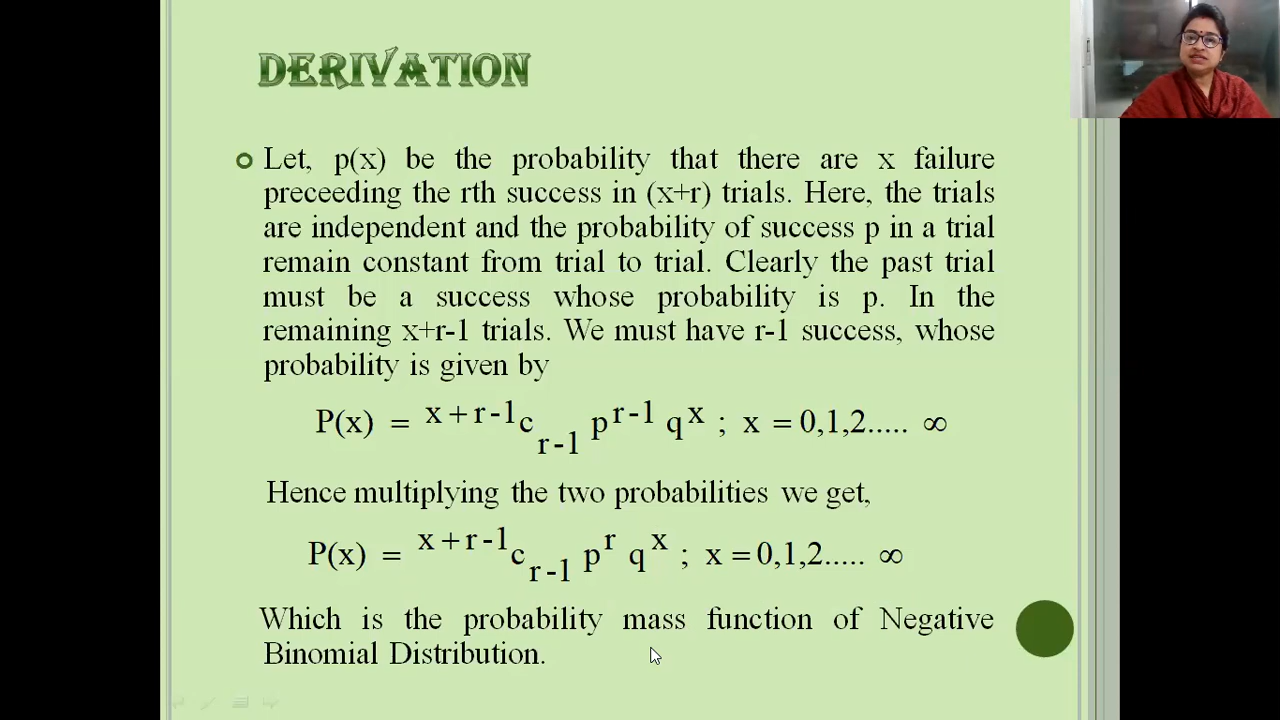 DERIVATION
Let, p(x) be the probability that there are x failure
preceeding the rth success in (x+r) trials. Here, the trials
are independent and the probability of success p in a trial
remain constant from trial to trial. Clearly the past trial
must be a success whose probability is p. In the
remaining x+r-1 trials. We must have r-1 success, whose
probability is given by
P(x) = x+r-1c r-1 p^r-1 q^x ; x = 0,1,2..... ∞
Hence multiplying the two probabilities we get,
P(x) = x+r-1c r-1 p^r q^x ; x = 0,1,2..... ∞
Which is the probability mass function of Negative
Binomial Distribution.